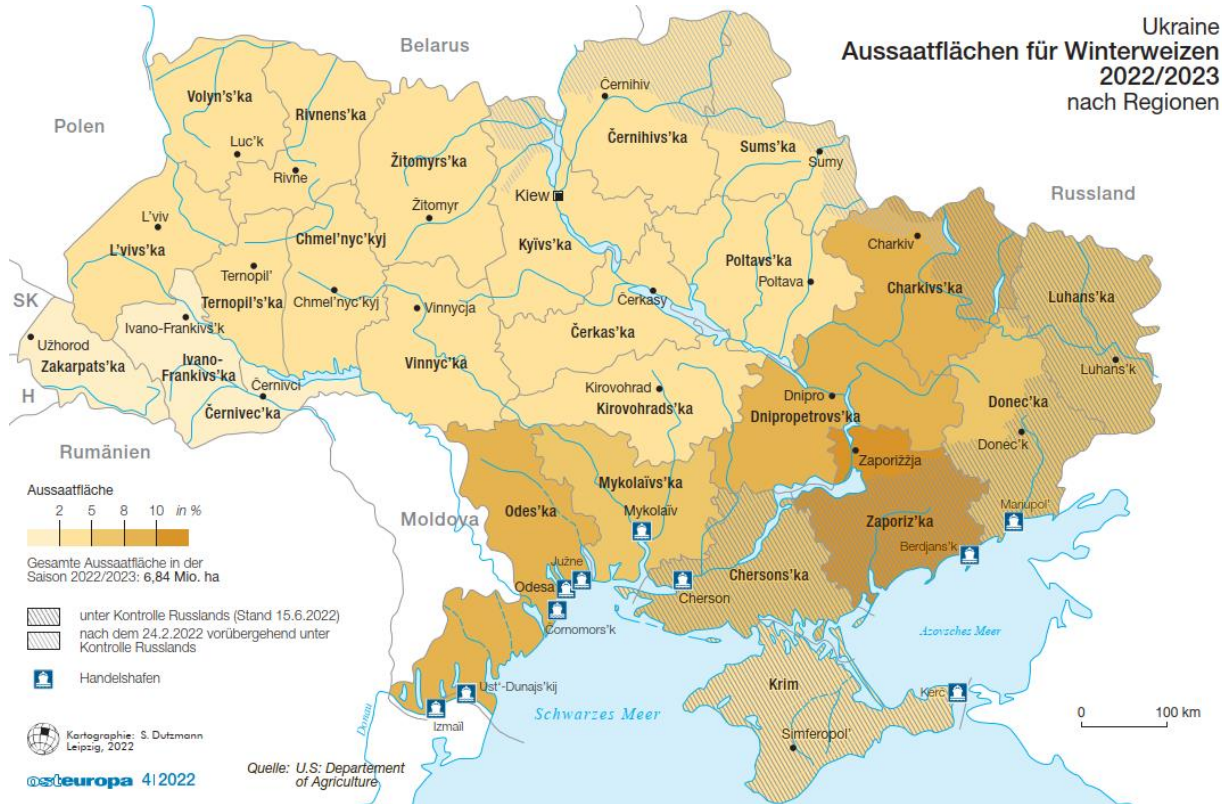 Ukraine
Aussaatflächen für Winterweizen
2022/2023
nach Regionen
Belarus
Polen
Russland
SK
H
Rumänien
Moldova
Volyn's'ka
Rivnens'ka
Luc'k
Rivne
Žitomyrs'ka
Žitomyr
Černihiv
Černihivs'ka
Sums'ka
Sumy
Kiew
Kyïvs'ka
L'viv
L'vivs'ka
Chmel'nyc'kyj
Ternopil'
Ternopil's'ka
Chmel'nyc'kyj
Vinnycja
Vinnyc'ka
Poltavs'ka
Poltava
Charkiv
Charkivs'ka
Luhans'ka
Luhans'k
Čerkasy
Čerkas'ka
Ivano-Frankivs'k
Užhorod
Zakarpats'ka
Ivano-
Frankivs'ka
Černivci
Černivec'ka
Kirovohrad
Kirovohrads'ka
Dnipro
Dnipropetrovs'ka
Donec'ka
Donec'k
Zaporižžja
Zaporiz'ka
Mariupol'
Berdjans'k
Mykolaïvs'ka
Mykolaïv
Odes'ka
Južne
Odesa
Čornomors'k
Cherson
Chersons'ka
Ust'-Dunajs'kij
Izmaïl
Donau
Schwarzes Meer
Azovsches Meer
Krim
Kerč
Simferopol'
0 100 km
Aussaatfläche
2 5 8 10 in %
Gesamte Aussaatfläche in der
Saison 2022/2023: 6,84 Mio. ha
unter Kontrolle Russlands (Stand 15.6.2022)
nach dem 24.2.2022 vorübergehend unter
Kontrolle Russlands
Handelshafen
Kartographie: S. Dutzmann
Leipzig, 2022
osteuropa 4|2022
Quelle: U.S: Departement
of Agriculture